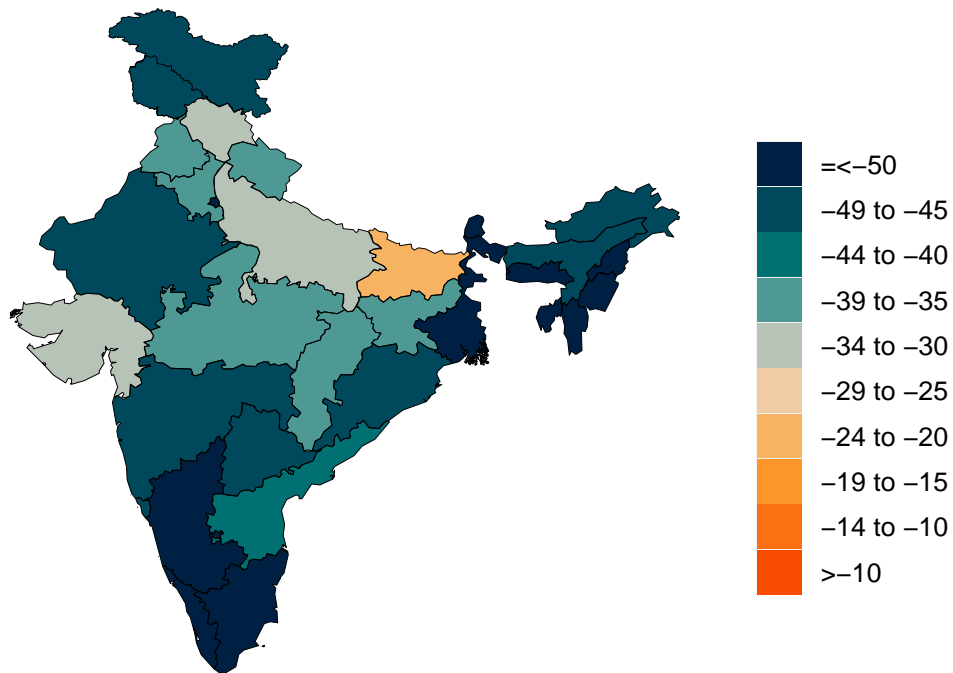 =<−50
−49 to −45
−44 to −40
−39 to −35
−34 to −30
−29 to −25
−24 to −20
−19 to −15
−14 to −10
>−10